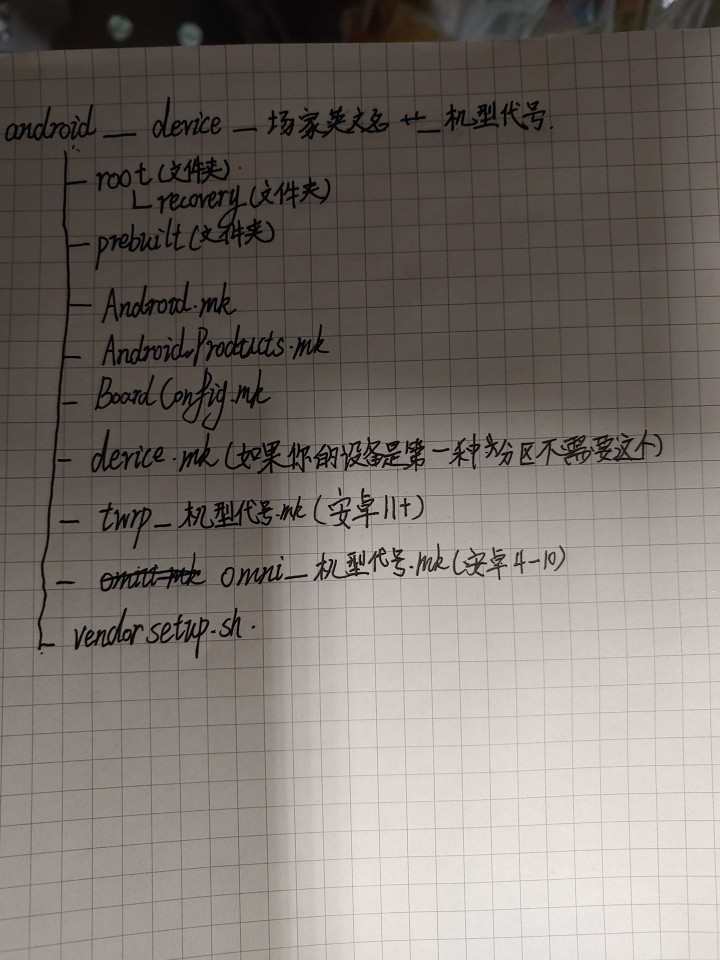 android __ device _ 场家英文名 _ 机型代号.
root (文件夹)
recovery (文件夹)
prebuilt (文件夹)
Android.mk
AndroidProducts.mk
BoardConfig.mk
device.mk (如果你的设备是第一种分区不需要这个)
twrp_机型代号.mk (安卓11+)
omni_机型代号.mk (安卓4-10)
vendorsetup.sh.